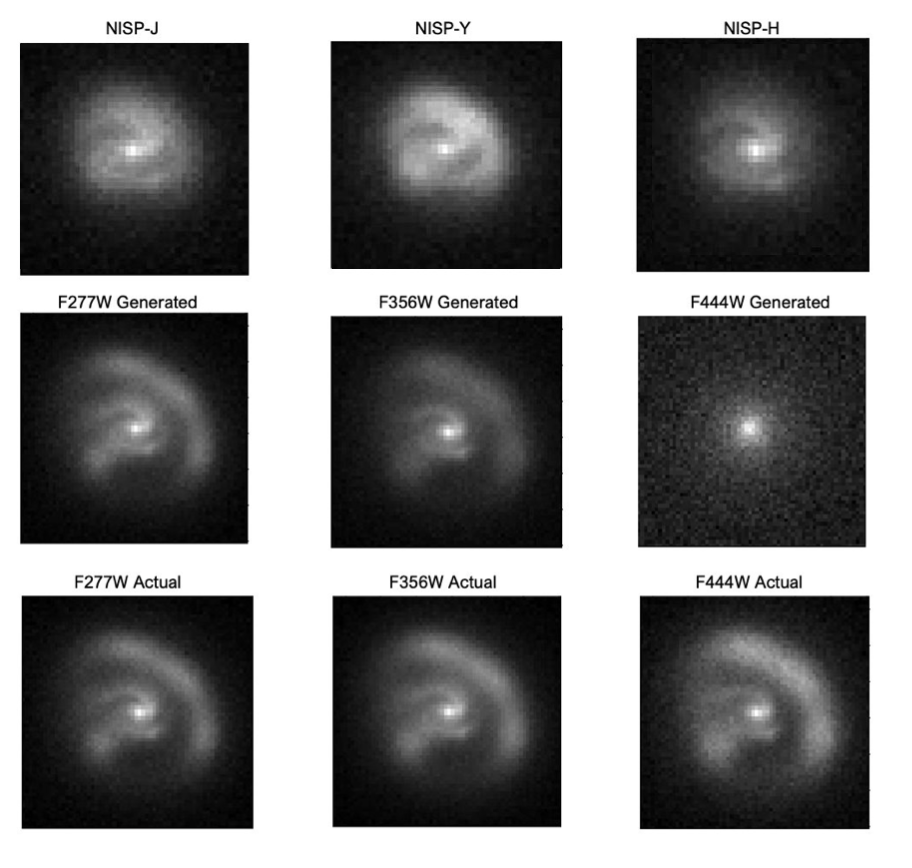 NISP-J
NISP-Y
NISP-H
F277W Generated
F356W Generated
F444W Generated
F277W Actual
F356W Actual
F444W Actual